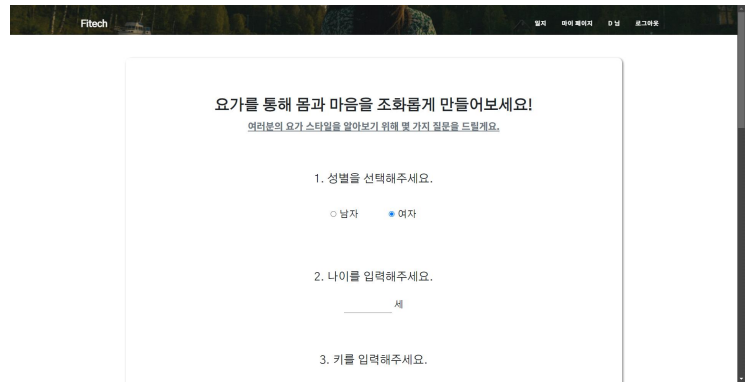 Fitech
일지 마이 페이지 D 님 로그아웃
요가를 통해 몸과 마음을 조화롭게 만들어보세요!
여러분의 요가 스타일을 알아보기 위해 몇 가지 질문을 드릴게요.
1. 성별을 선택해주세요.
남자 여자
2. 나이를 입력해주세요.
세
3. 키를 입력해주세요.